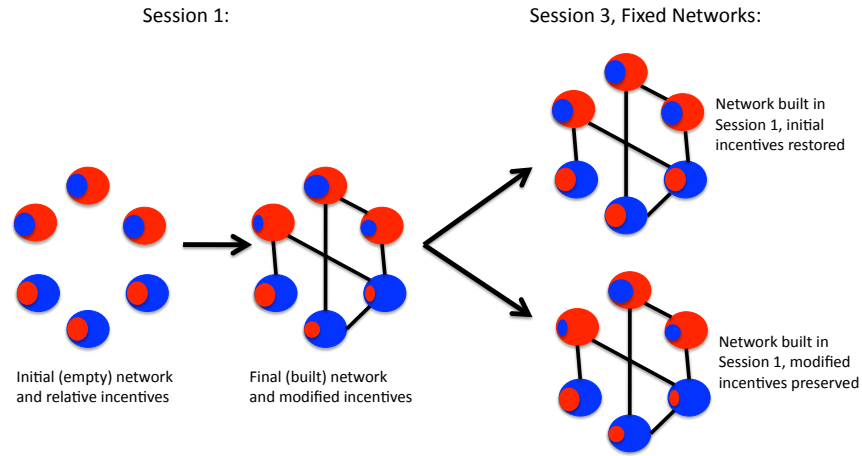 Session 1:
Session 3, Fixed Networks:
Network built in
Session 1, initial
incentives restored
Initial (empty) network
and relative incentives
Final (built) network
and modified incentives
Network built in
Session 1, modified
incentives preserved